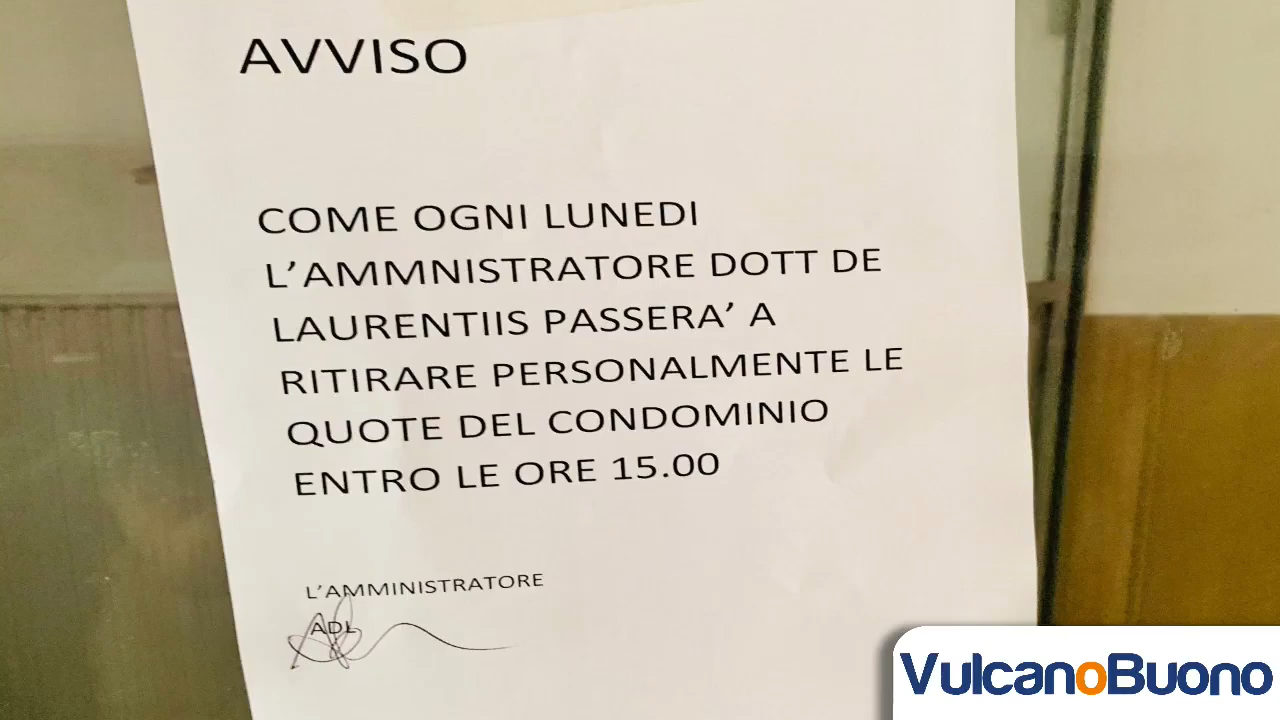 AVVISO
COME OGNI LUNEDI
L’AMMNISTRATORE DOTT DE
LAURENTIIS PASSERA’ A
RITIRARE PERSONALMENTE LE
QUOTE DEL CONDOMINIO
ENTRO LE ORE 15.00
L’AMMINISTRATORE
ADL
VulcanoBuono